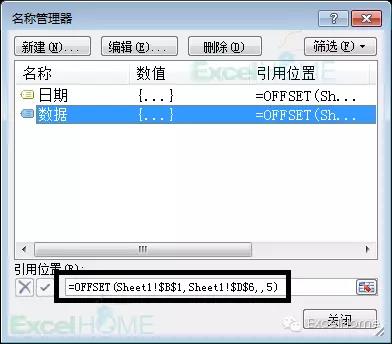 名称管理器
新建(N)... 编辑(E)... 删除(D) 筛选(F)
ExcelHOME
名称 数值 引用位置
日期 {...} =OFFSET(Sh...
数据 {...} =OFFSET(Sh...
引用位置(R):
=OFFSET(Sheet1!$B$1,Sheet1!$D$6,,5)
ExcelHOME
关闭
ExcelHome